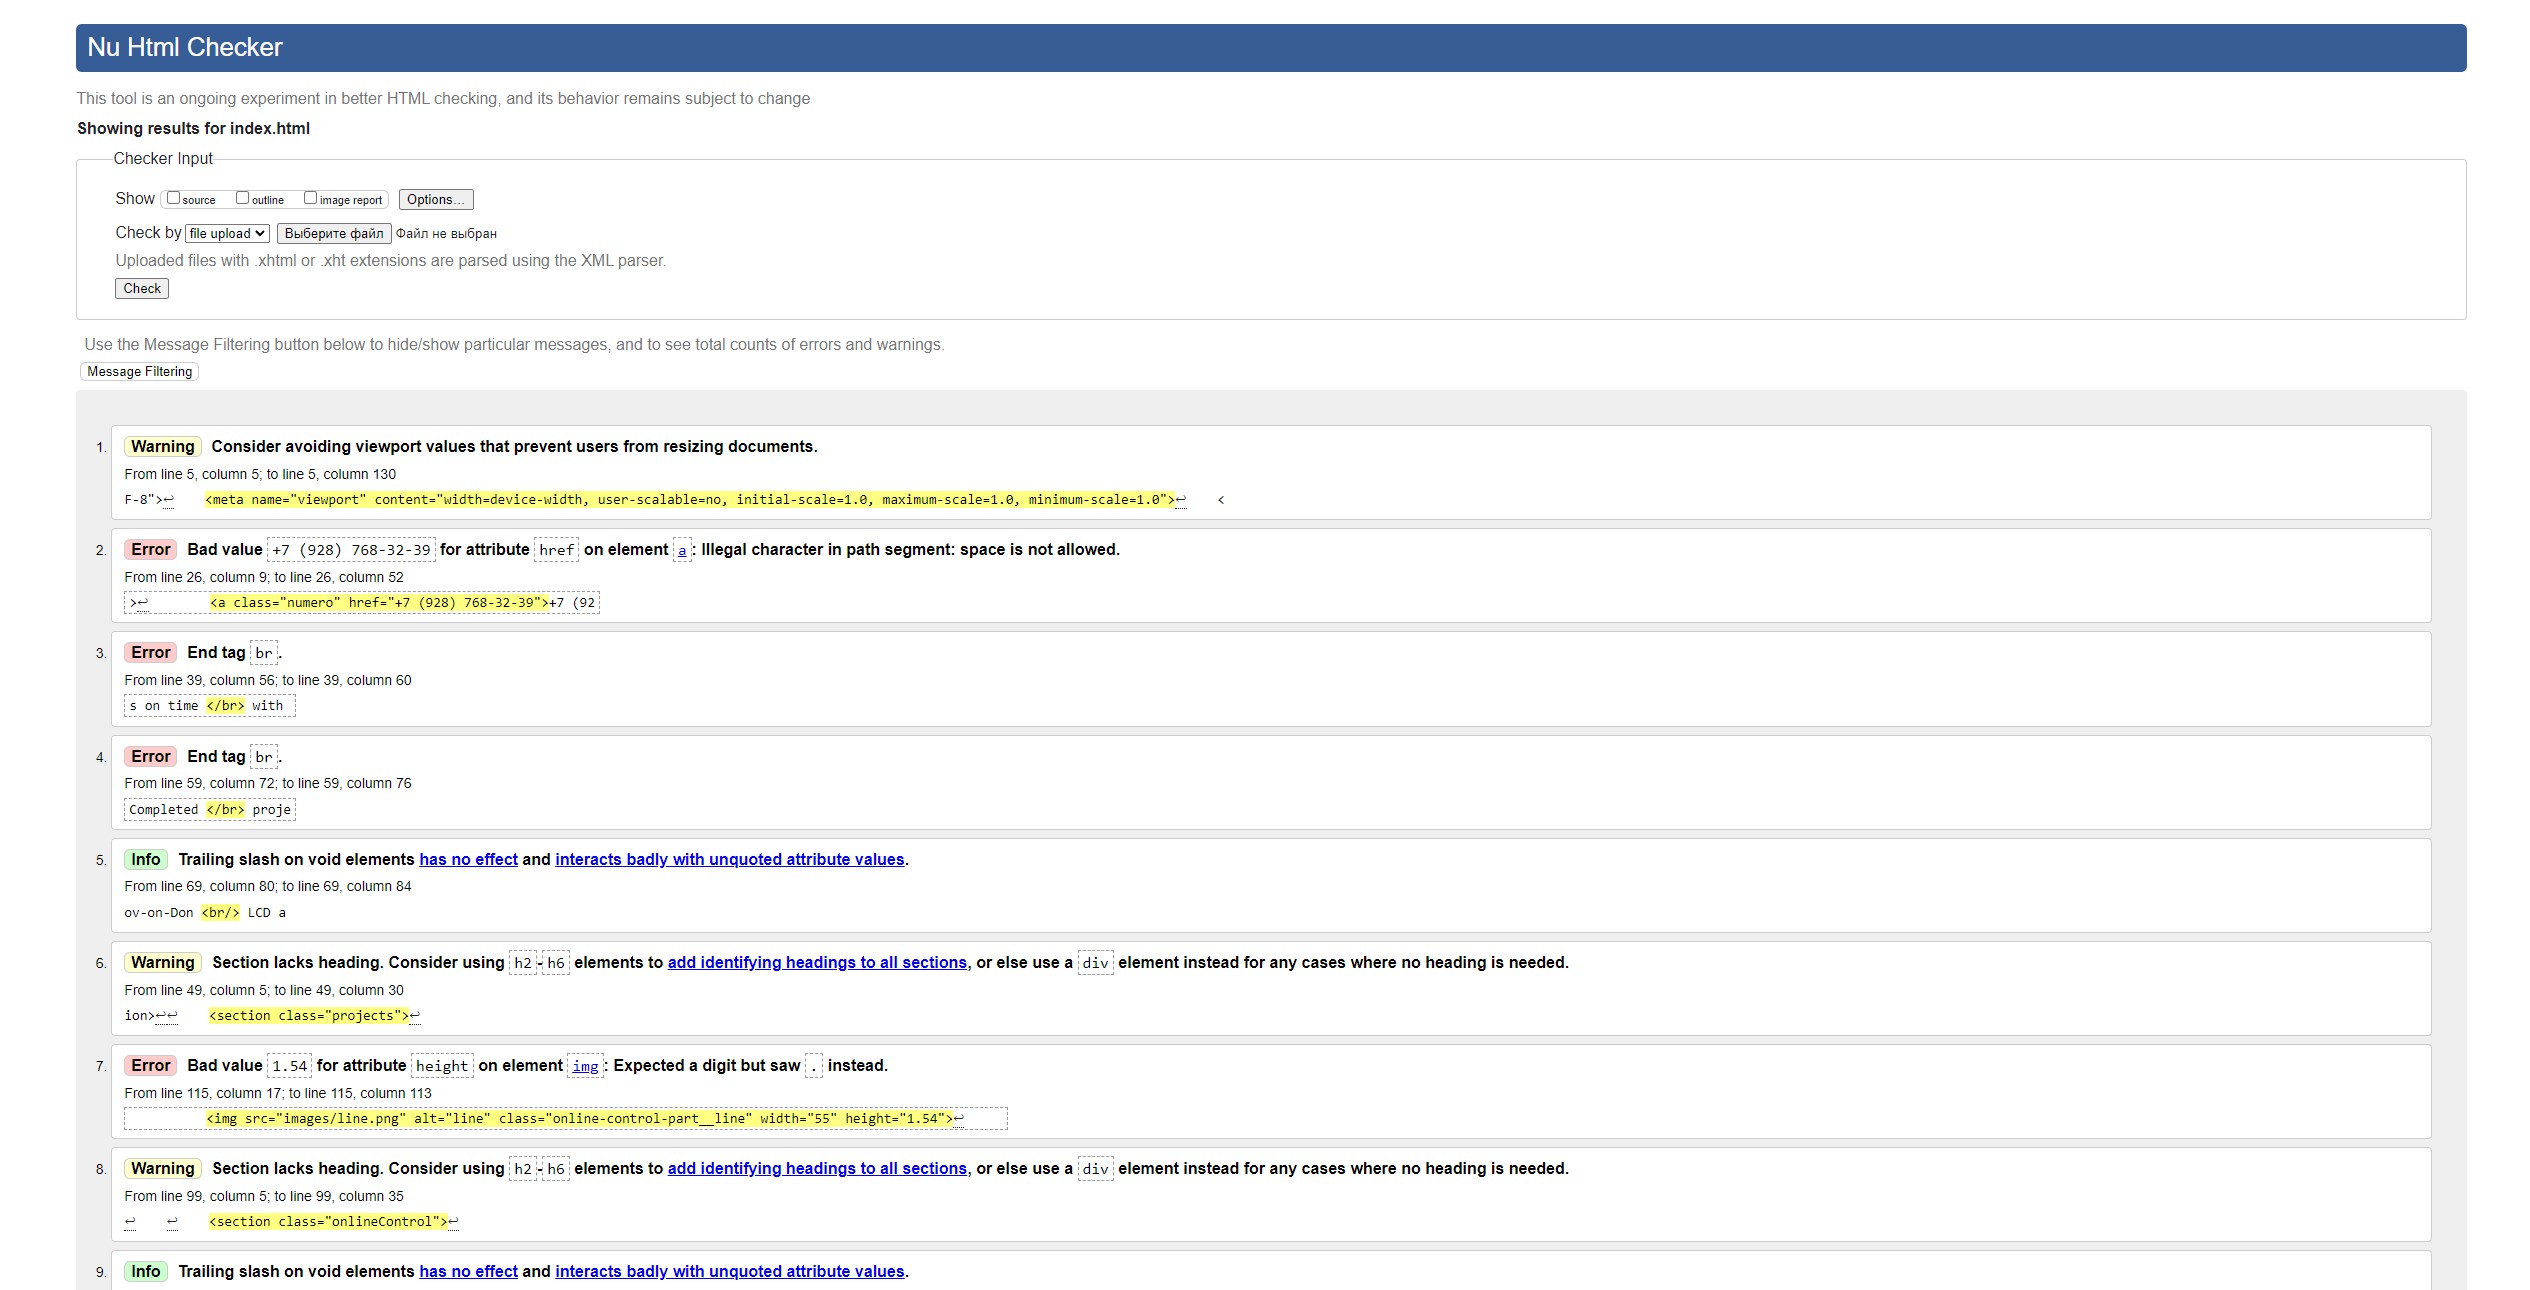 Nu Html Checker
This tool is an ongoing experiment in better HTML checking, and its behavior remains subject to change
Showing results for index.html
Checker Input
Show source outline image report Options...
Check by file upload Выберите файл Файл не выбран
Uploaded files with .xhtml or .xht extensions are parsed using the XML parser.
Check
Use the Message Filtering button below to hide/show particular messages, and to see total counts of errors and warnings.
Message Filtering
1. Warning Consider avoiding viewport values that prevent users from resizing documents.
From line 5, column 5; to line 5, column 130
F-8">↩ <meta name="viewport" content="width=device-width, user-scalable=no, initial-scale=1.0, maximum-scale=1.0, minimum-scale=1.0">↩ <
2. Error Bad value +7 (928) 768-32-39 for attribute href on element a: Illegal character in path segment: space is not allowed.
From line 26, column 9; to line 26, column 52
>↩ <a class="numero" href="+7 (928) 768-32-39">+7 (92
3. Error End tag br.
From line 39, column 56; to line 39, column 60
s on time </br> with
4. Error End tag br.
From line 59, column 72; to line 59, column 76
Completed </br> proje
5. Info Trailing slash on void elements has no effect and interacts badly with unquoted attribute values.
From line 69, column 80; to line 69, column 84
ov-on-Don <br/> LCD a
6. Warning Section lacks heading. Consider using h2-h6 elements to add identifying headings to all sections, or else use a div element instead for any cases where no heading is needed.
From line 49, column 5; to line 49, column 30
ion>↩↩ <section class="projects">↩
7. Error Bad value 1.54 for attribute height on element img: Expected a digit but saw . instead.
From line 115, column 17; to line 115, column 113
<img src="images/line.png" alt="line" class="online-control-part__line" width="55" height="1.54">↩
8. Warning Section lacks heading. Consider using h2-h6 elements to add identifying headings to all sections, or else use a div element instead for any cases where no heading is needed.
From line 99, column 5; to line 99, column 35
↩ ↩ <section class="onlineControl">↩
9. Info Trailing slash on void elements has no effect and interacts badly with unquoted attribute values.